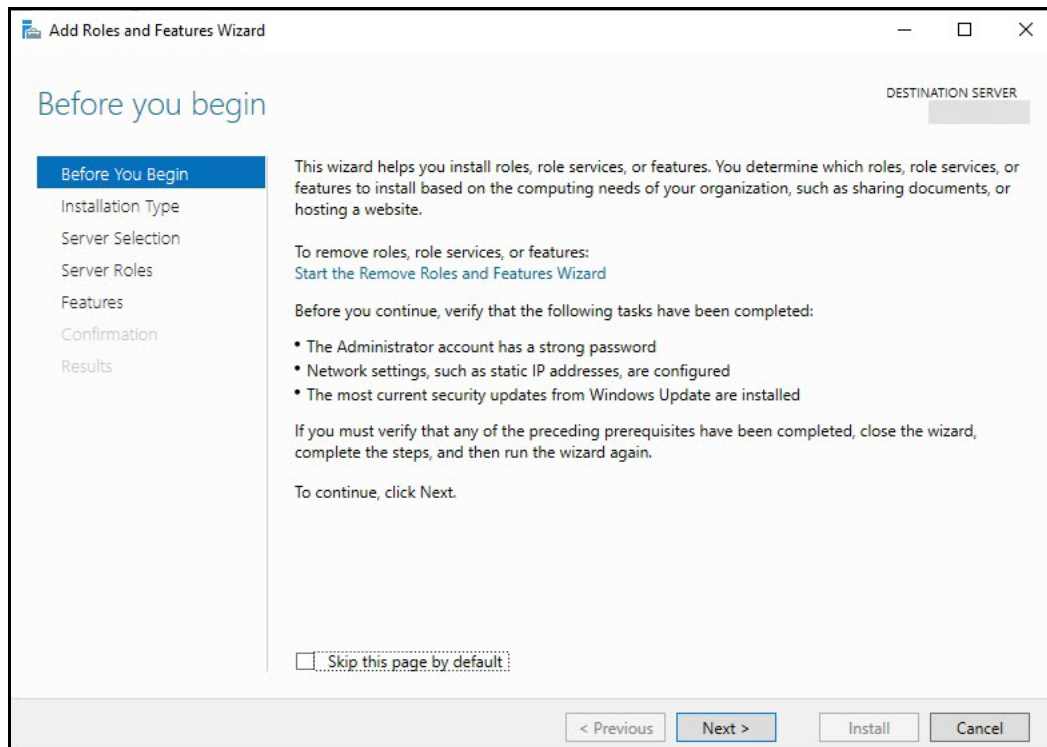 Add Roles and Features Wizard
Before you begin
DESTINATION SERVER
Before You Begin
Installation Type
Server Selection
Server Roles
Features
Confirmation
Results
This wizard helps you install roles, role services, or features. You determine which roles, role services, or
features to install based on the computing needs of your organization, such as sharing documents, or
hosting a website.
To remove roles, role services, or features:
Start the Remove Roles and Features Wizard
Before you continue, verify that the following tasks have been completed:
• The Administrator account has a strong password
• Network settings, such as static IP addresses, are configured
• The most current security updates from Windows Update are installed
If you must verify that any of the preceding prerequisites have been completed, close the wizard,
complete the steps, and then run the wizard again.
To continue, click Next.
Skip this page by default
< Previous Next > Install Cancel